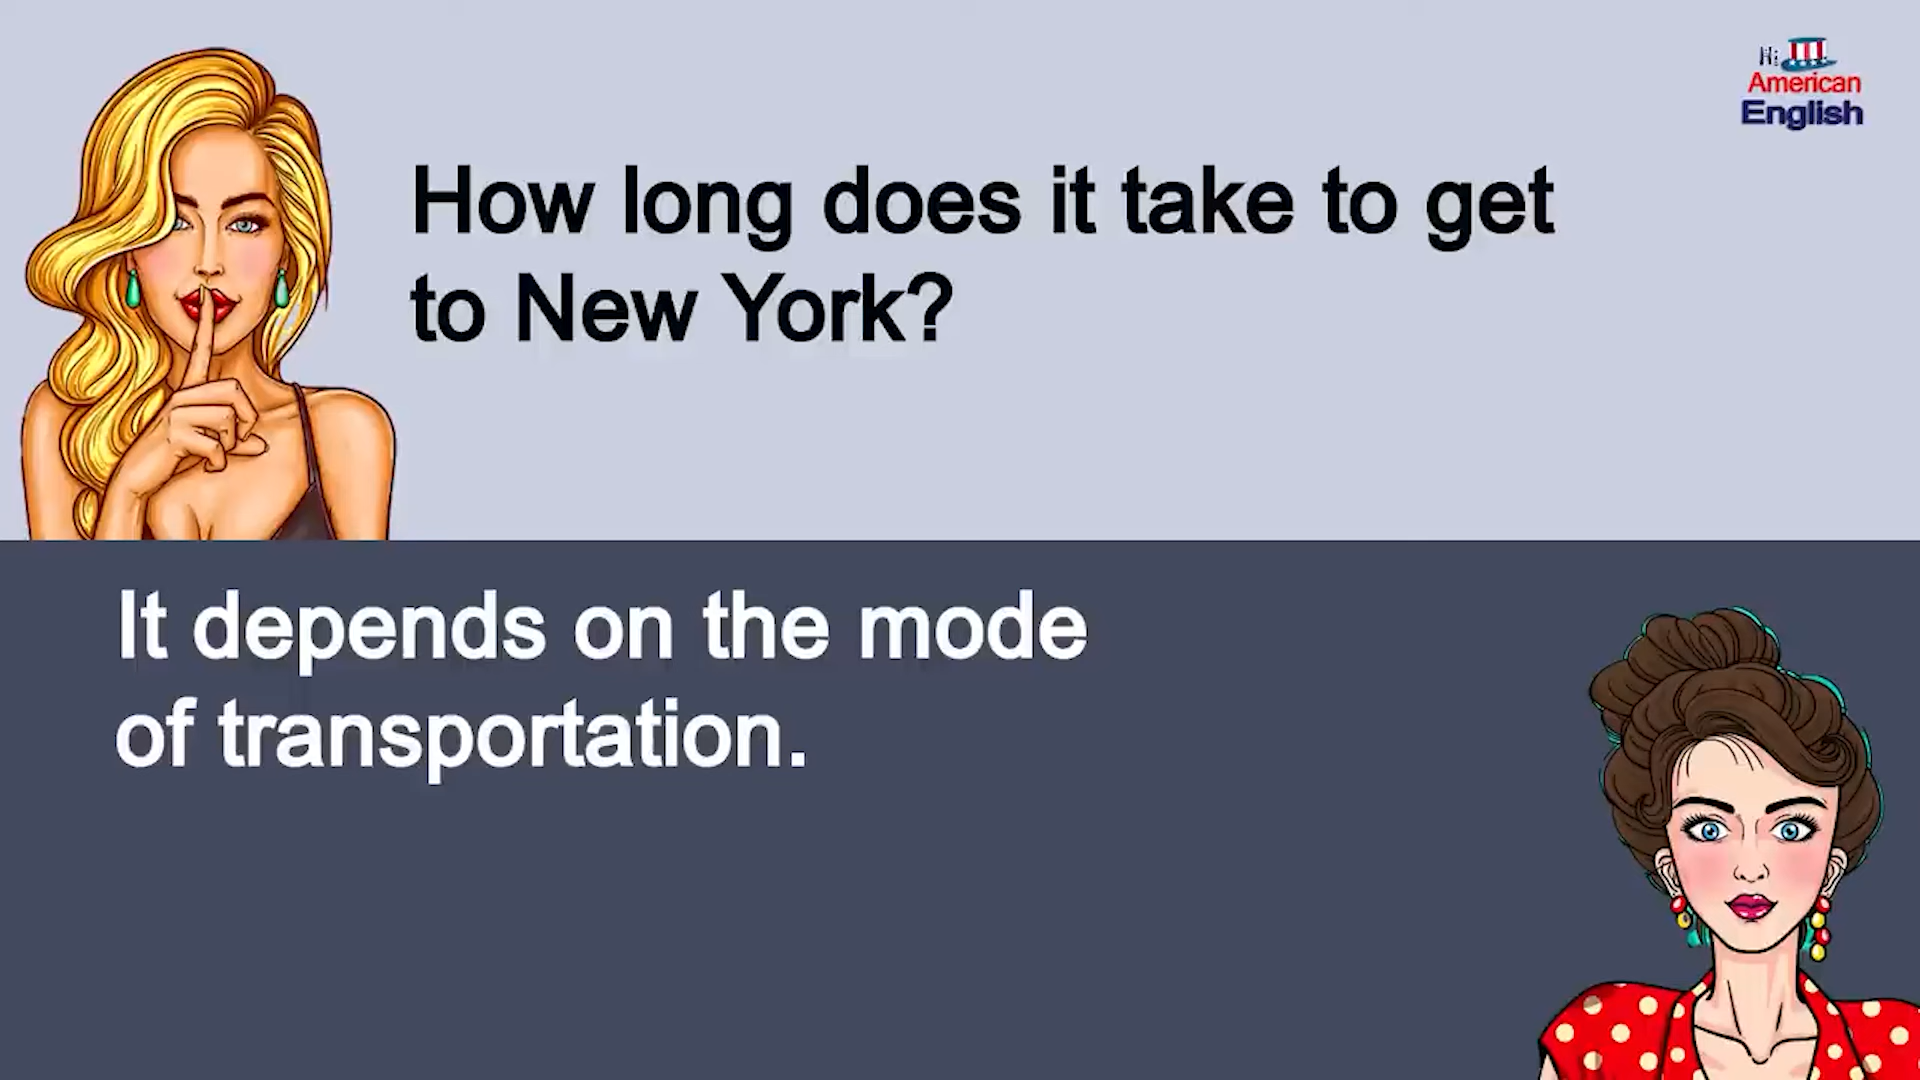 Hi
American
English
How long does it take to get
to New York?
It depends on the mode
of transportation.